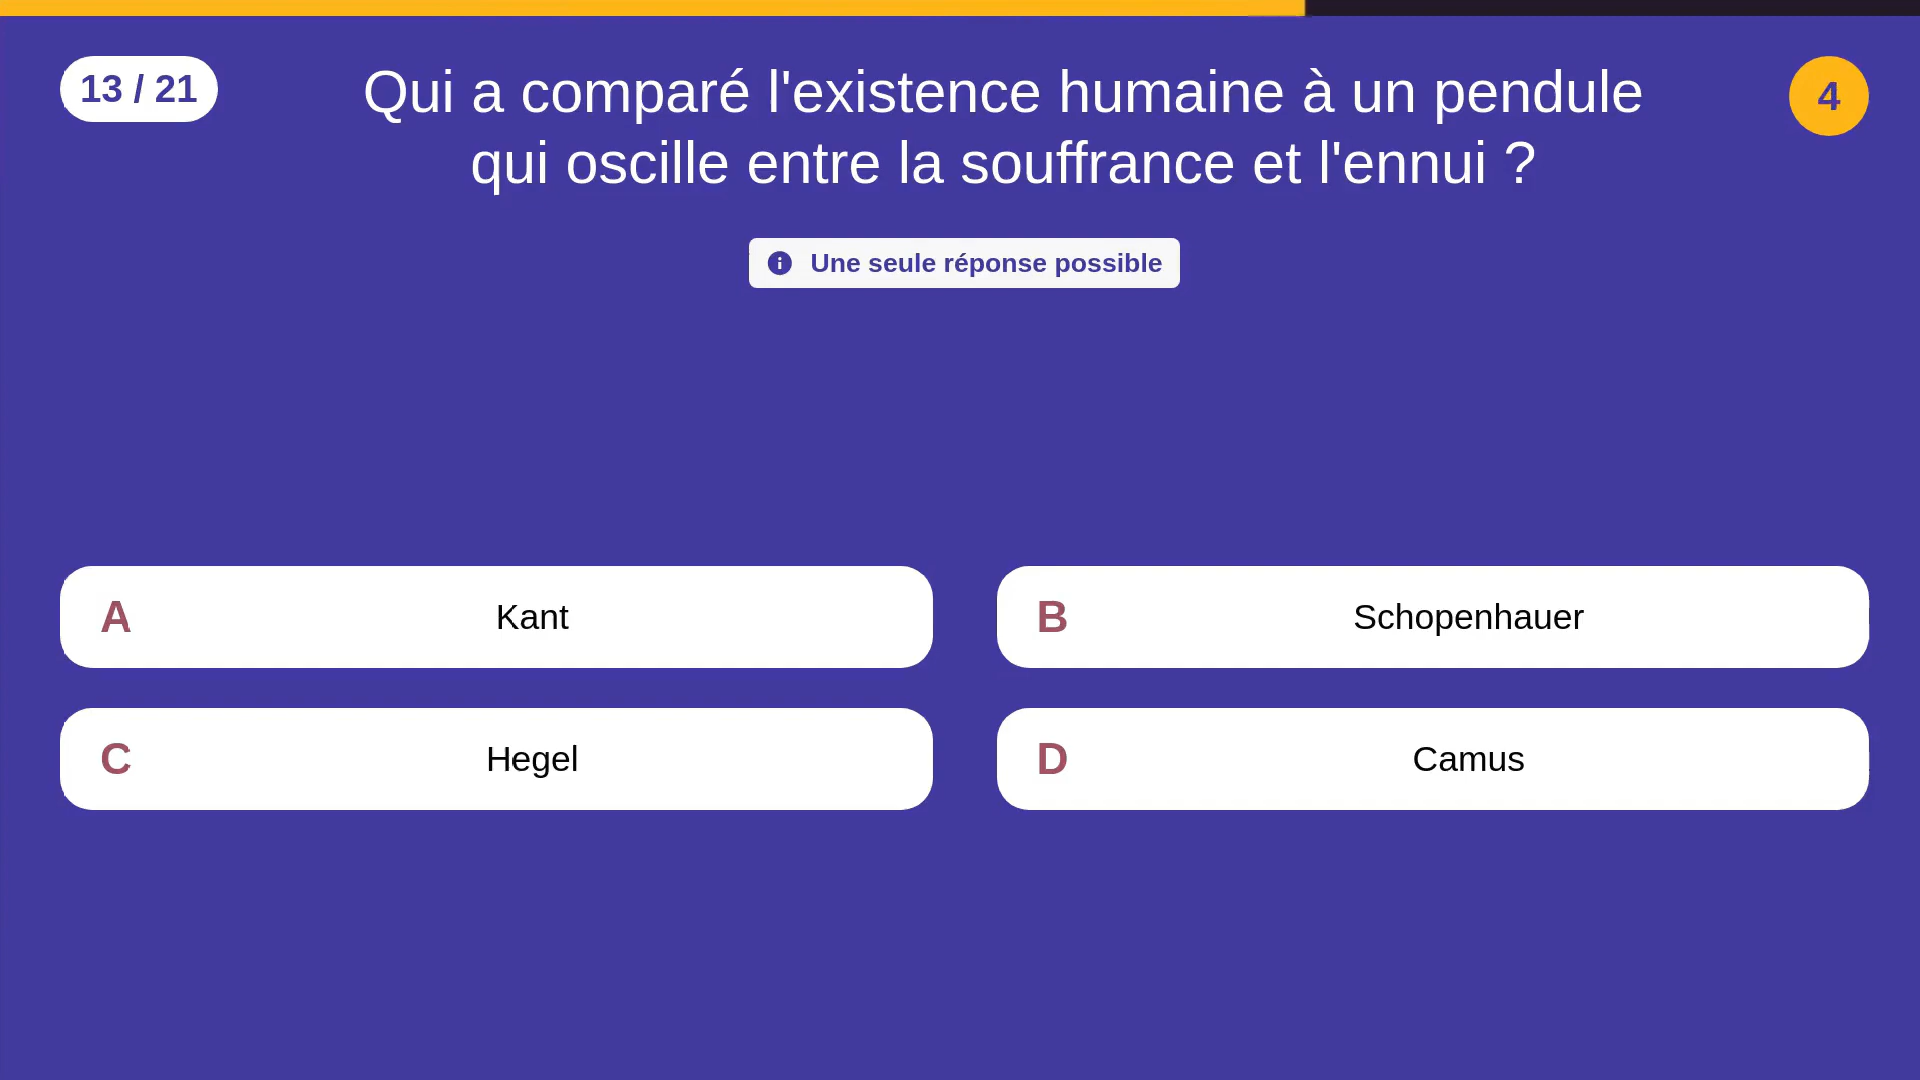 13 / 21
Qui a comparé l'existence humaine à un pendule
qui oscille entre la souffrance et l'ennui ?
4
Une seule réponse possible
A Kant
B Schopenhauer
C Hegel
D Camus